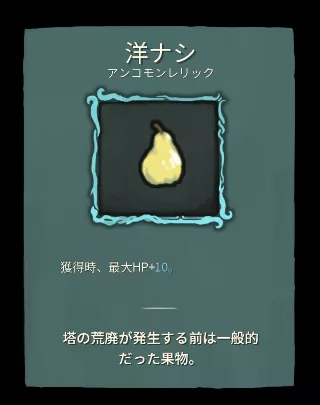 洋ナシ
アンコモンレリック
獲得時、最大HP+10。
塔の荒廃が発生する前は一般的
だった果物。